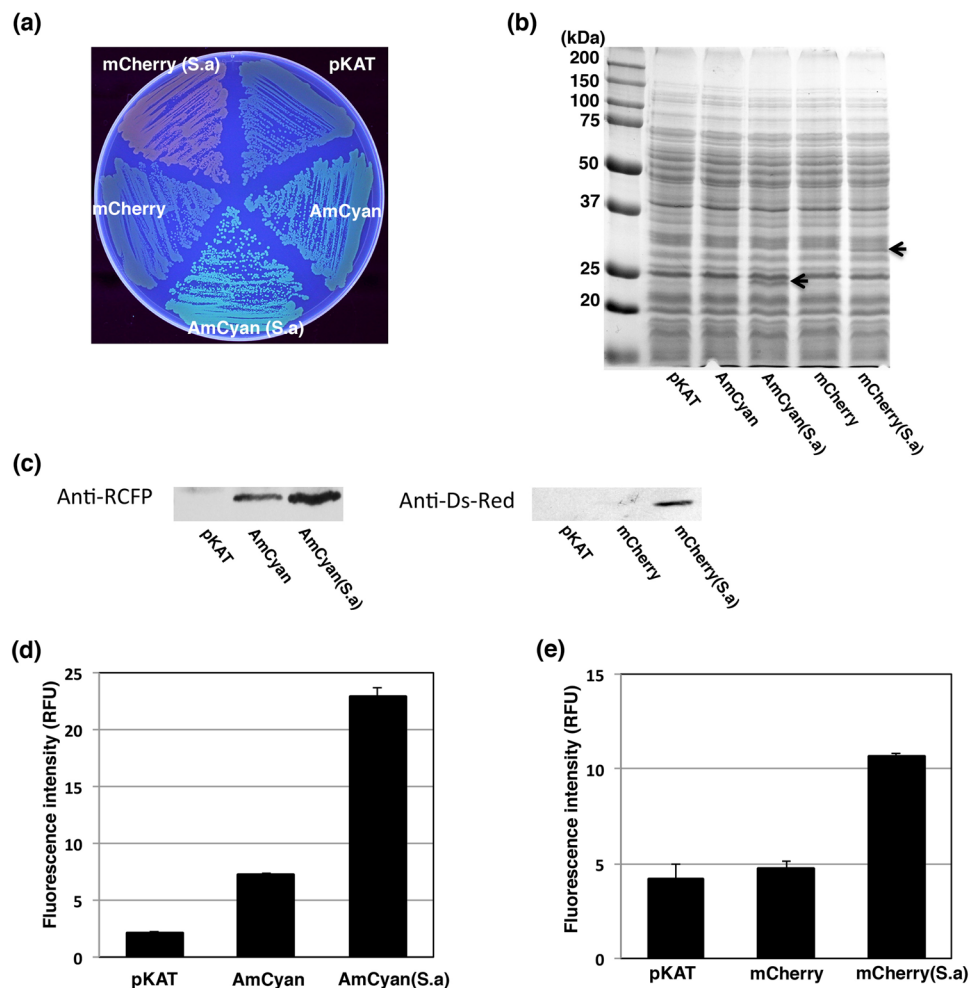 (a)
mCherry (S.a)
pKAT
mCherry
AmCyan
AmCyan (S.a)
(b)
(kDa)
200
150
100
75
50
37
25
20
pKAT
AmCyan
AmCyan(S.a)
mCherry
mCherry(S.a)
(c)
Anti-RCFP
pKAT
AmCyan
AmCyan(S.a)
Anti-Ds-Red
pKAT
mCherry
mCherry(S.a)
(d)
Fluorescence intensity (RFU)
25
20
15
10
5
0
pKAT
AmCyan
AmCyan(S.a)
(e)
Fluorescence intensity (RFU)
15
10
5
0
pKAT
mCherry
mCherry(S.a)